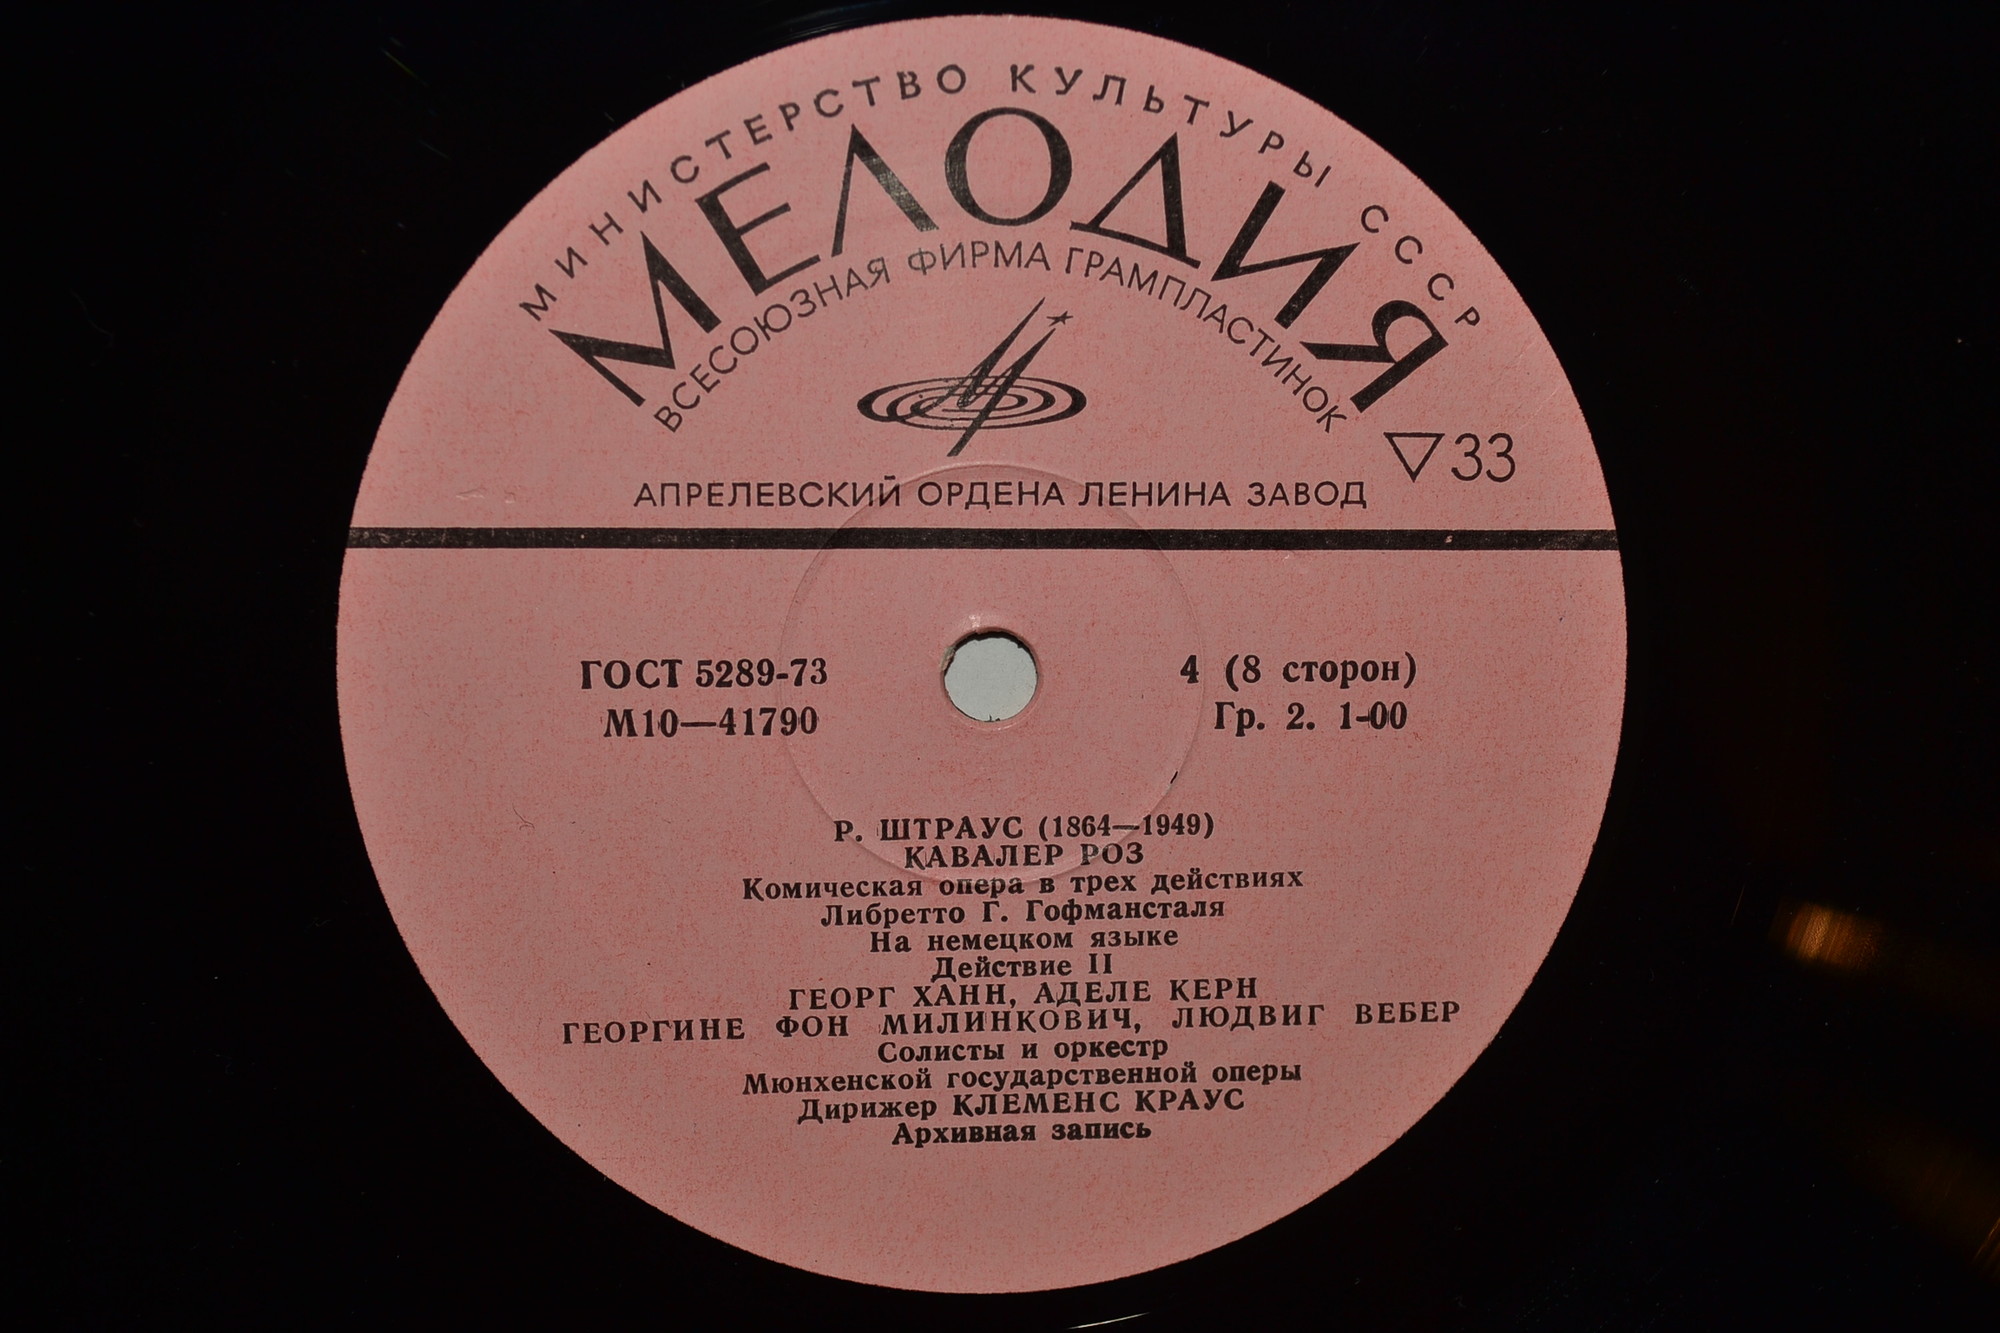 МИНИСТЕРСТВО КУЛЬТУРЫ СССР
МЕЛОДИЯ
ВСЕСОЮЗНАЯ ФИРМА ГРАМПЛАСТИНОК
▽33
АПРЕЛЕВСКИЙ ОРДЕНА ЛЕНИНА ЗАВОД
ГОСТ 5289-73
М10—41790
4 (8 сторон)
Гр. 2. 1-00
Р. ШТРАУС (1864—1949)
КАВАЛЕР РОЗ
Комическая опера в трех действиях
Либретто Г. Гофмансталя
На немецком языке
Действие II
ГЕОРГ ХАНН, АДЕЛЕ КЕРН
ГЕОРГИНЕ ФОН МИЛИНКОВИЧ, ЛЮДВИГ ВЕБЕР
Солисты и оркестр
Мюнхенской государственной оперы
Дирижер КЛЕМЕНС КРАУС
Архивная запись